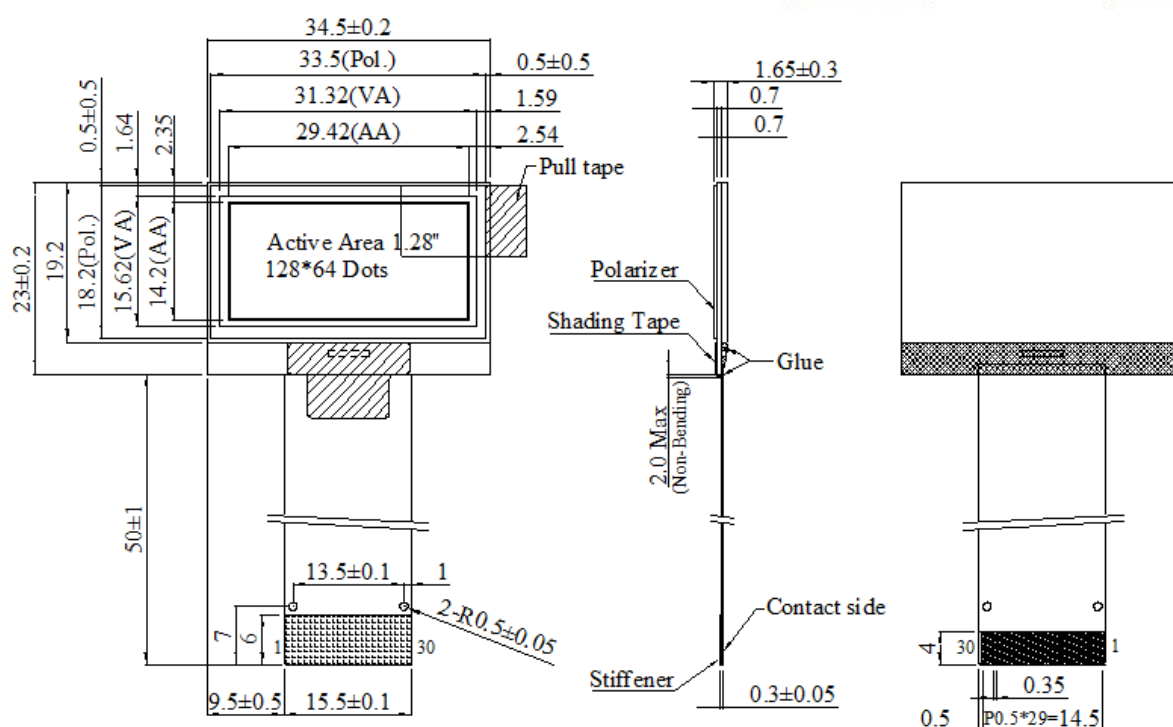 34.5±0.2
33.5(Pol.)
0.5±0.5
31.32(VA)
1.59
29.42(AA)
2.54
0.5±0.5
1.64
2.35
Pull tape
23±0.2
19.2
18.2(Pol.)
15.62(VA)
14.2(AA)
Active Area 1.28"
128*64 Dots
50±1
13.5±0.1
1
2-R0.5±0.05
7
6
1
30
9.5±0.5
15.5±0.1
1.65±0.3
0.7
0.7
Polarizer
Shading Tape
Glue
2.0 Max
(Non-Bending)
Contact side
Stiffener
0.3±0.05
4
30
1
0.35
0.5
P0.5*29=14.5